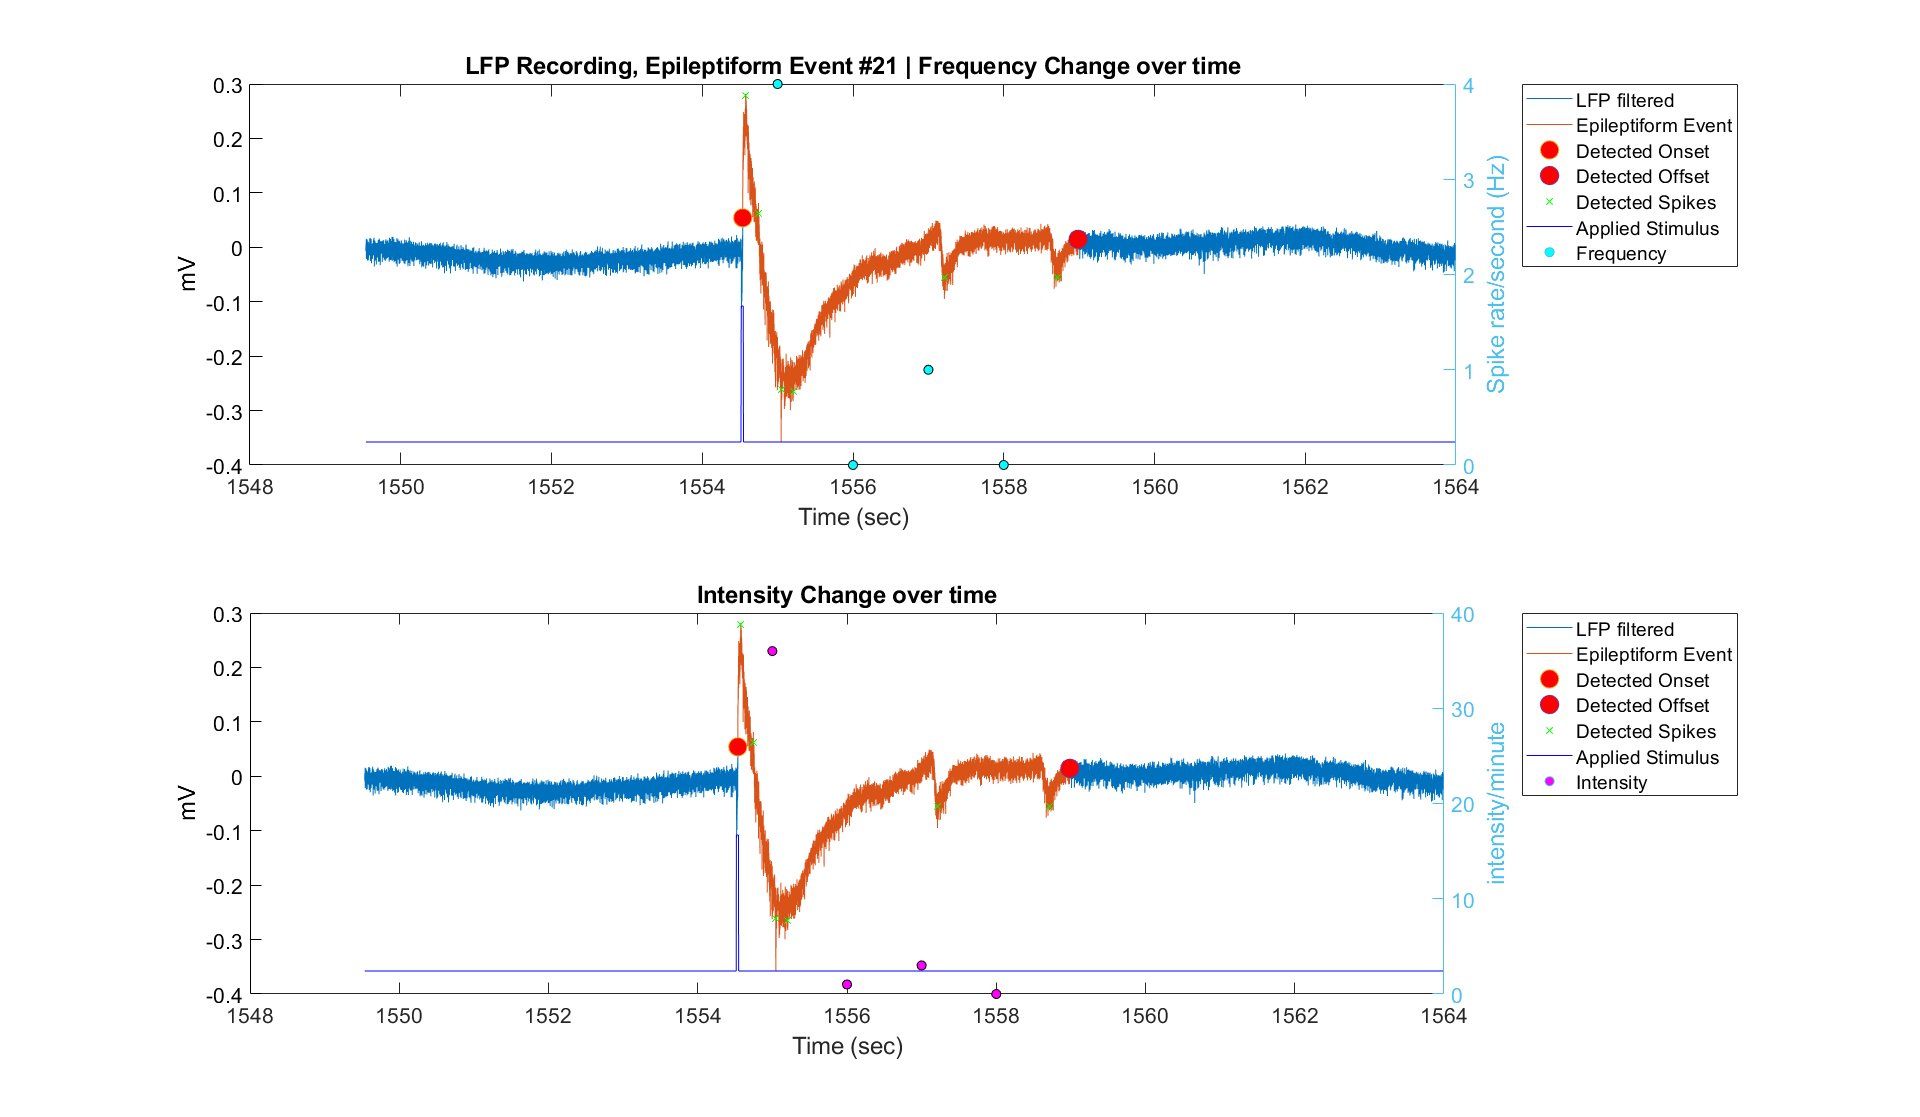 LFP Recording, Epileptiform Event #21 | Frequency Change over time
0.3
0.2
0.1
0
-0.1
-0.2
-0.3
-0.4
mV
1548 1550 1552 1554 1556 1558 1560 1562 1564
Time (sec)
4
3
2
1
0
Spike rate/second (Hz)
LFP filtered
Epileptiform Event
Detected Onset
Detected Offset
Detected Spikes
Applied Stimulus
Frequency
Intensity Change over time
0.3
0.2
0.1
0
-0.1
-0.2
-0.3
-0.4
mV
1548 1550 1552 1554 1556 1558 1560 1562 1564
Time (sec)
40
30
20
10
0
intensity/minute
LFP filtered
Epileptiform Event
Detected Onset
Detected Offset
Detected Spikes
Applied Stimulus
Intensity